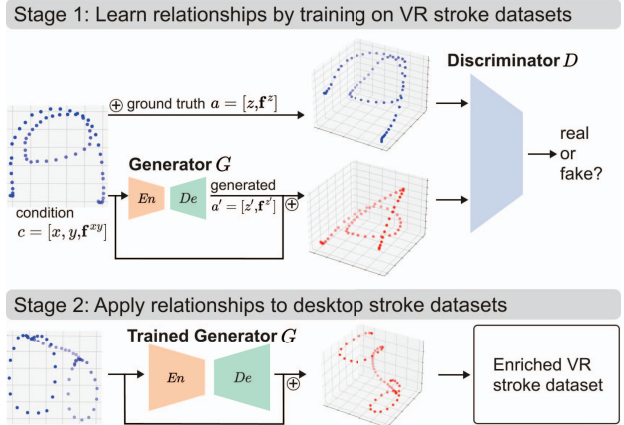 Stage 1: Learn relationships by training on VR stroke datasets
Discriminator D
⊕ ground truth a = [z,f^z]
real
or
fake?
Generator G
generated
En De a′ = [z′,f^z′] ⊕
condition
c = [x, y,f^xy]
Stage 2: Apply relationships to desktop stroke datasets
Trained Generator G
En De ⊕
Enriched VR
stroke dataset